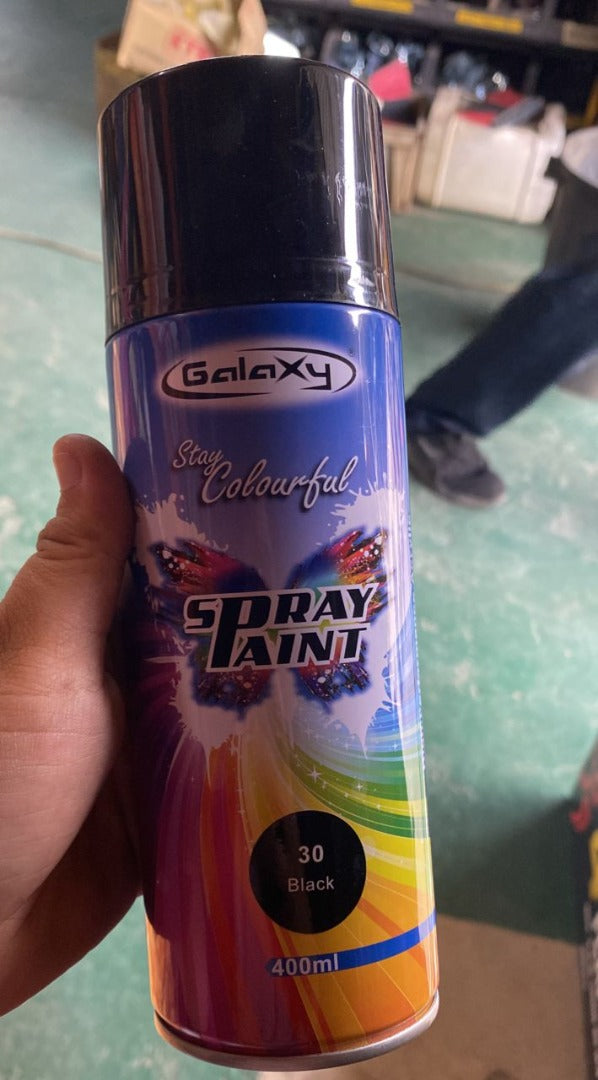 GalaXy
Stay
Colourful
SPRAY
PAINT
30
Black
400ml